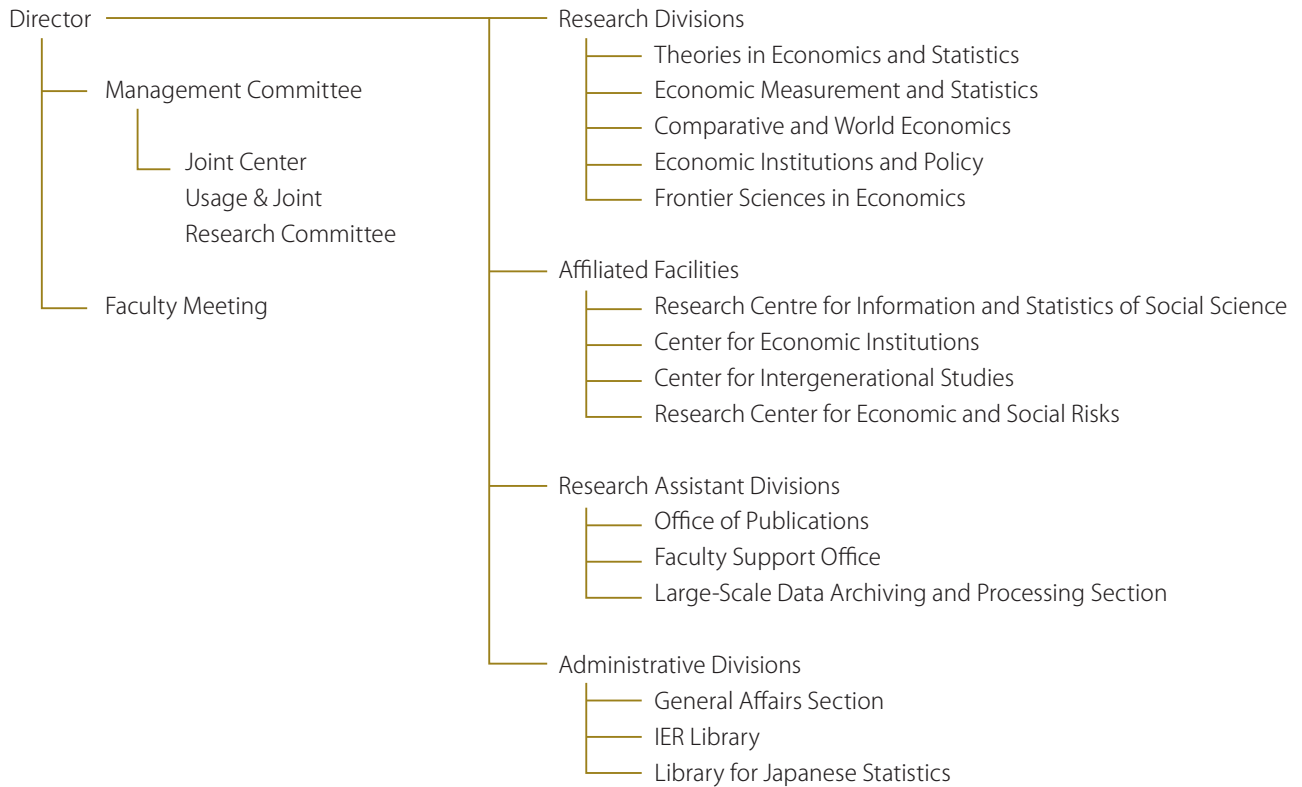 Director
Management Committee
Joint Center
Usage & Joint
Research Committee
Faculty Meeting
Research Divisions
Theories in Economics and Statistics
Economic Measurement and Statistics
Comparative and World Economics
Economic Institutions and Policy
Frontier Sciences in Economics
Affiliated Facilities
Research Centre for Information and Statistics of Social Science
Center for Economic Institutions
Center for Intergenerational Studies
Research Center for Economic and Social Risks
Research Assistant Divisions
Office of Publications
Faculty Support Office
Large-Scale Data Archiving and Processing Section
Administrative Divisions
General Affairs Section
IER Library
Library for Japanese Statistics